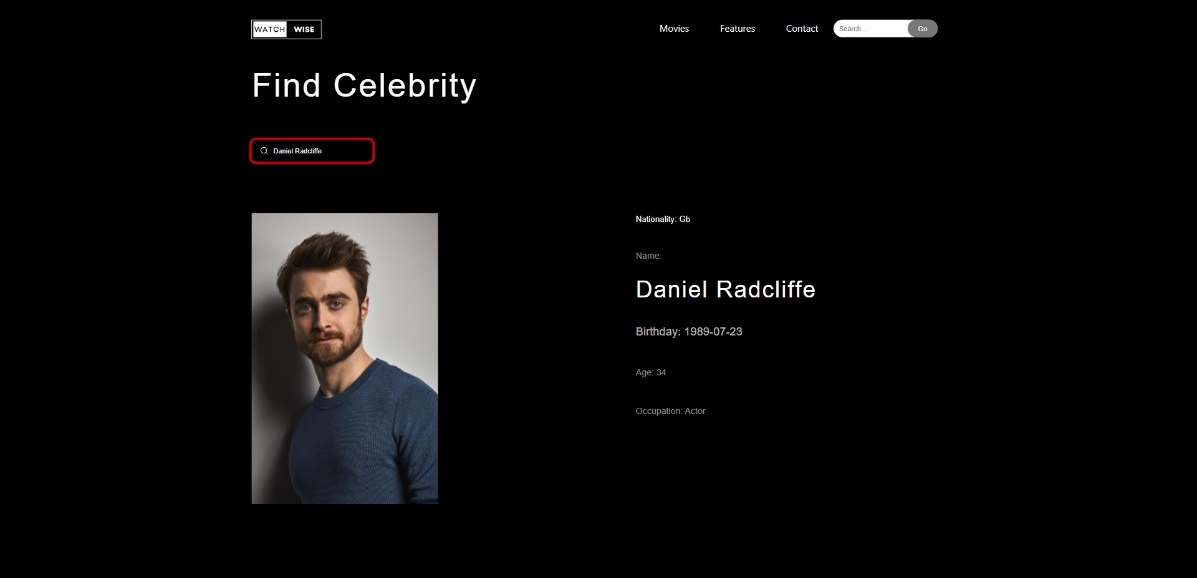 WATCH WISE
Movies Features Contact Search... Go
Find Celebrity
Daniel Radcliffe
Nationality: Gb
Name:
Daniel Radcliffe
Birthday: 1989-07-23
Age: 34
Occupation: Actor